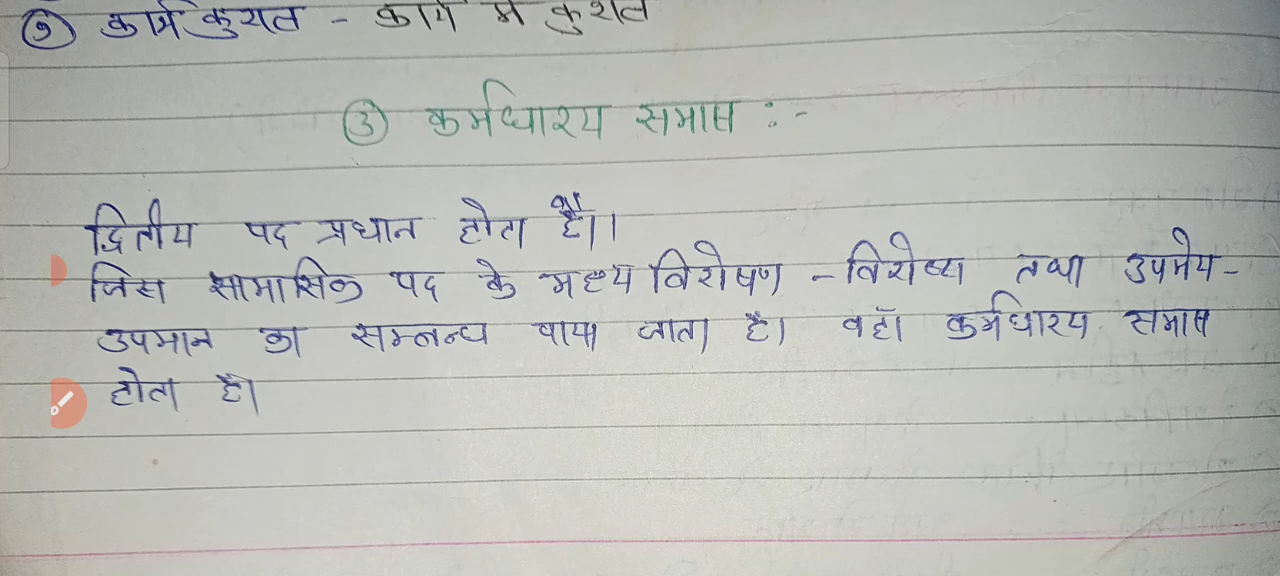 ⑨ कार्यकुशल - कार्य में कुशल
③ कर्मधारय समास :-
द्वितीय पद प्रधान होता है।
जिस सामासिक पद के मध्य विशेषण - विशेष्य तथा उपमेय-
उपमान का सम्बन्ध पाया जाता है। वहाँ कर्मधारय समास
होता है।